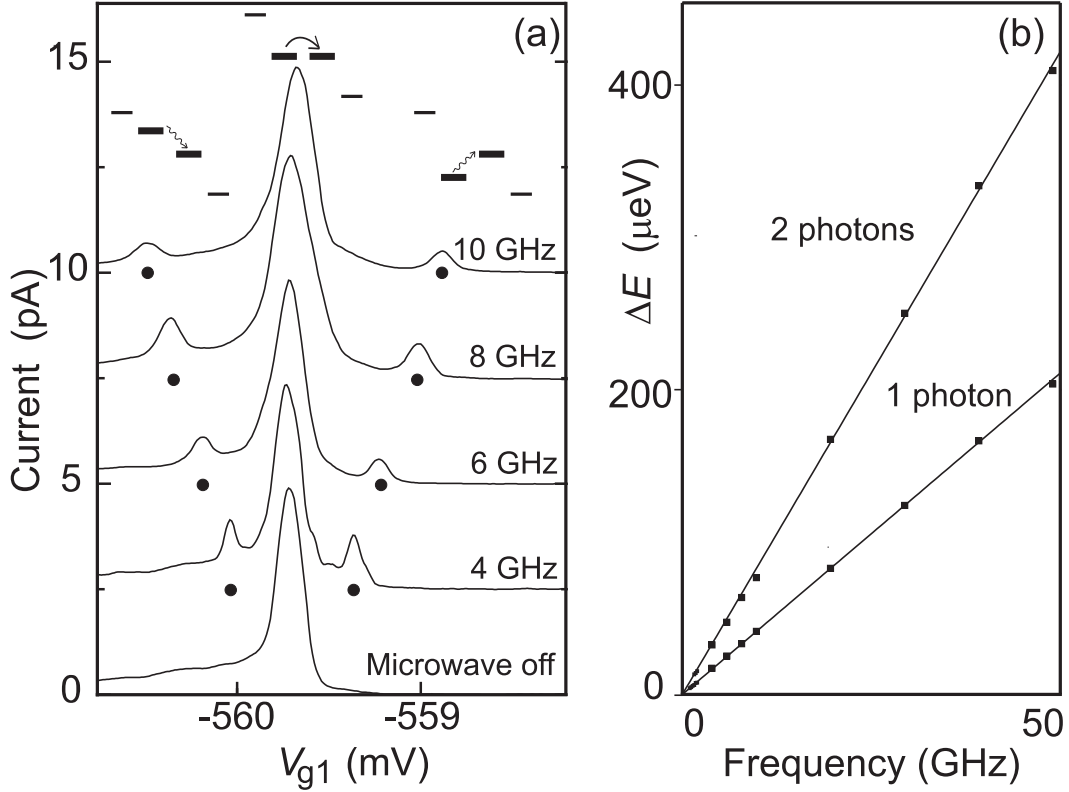 (a)
15
10 GHz
10
8 GHz
6 GHz
5
4 GHz
Microwave off
0
-560
-559
Current (pA)
Vg1 (mV)
(b)
400
2 photons
200
1 photon
0
0
50
ΔE (μeV)
Frequency (GHz)